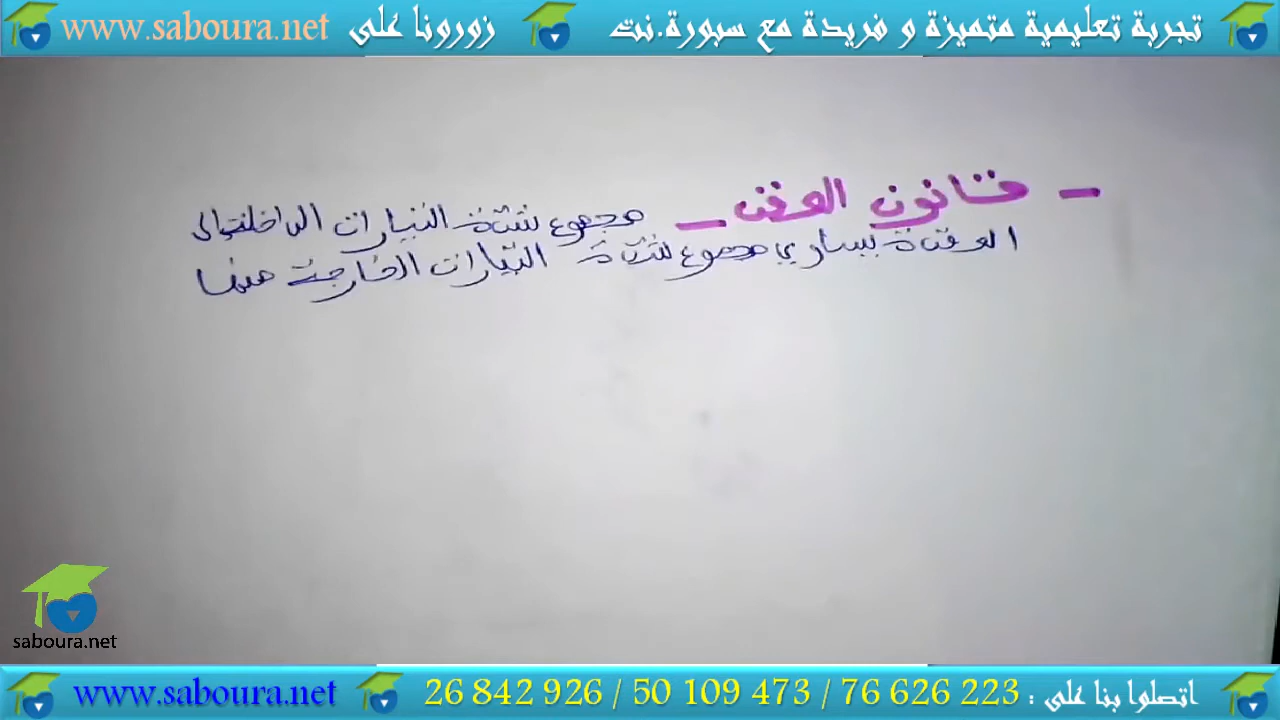 تجربة تعليمية متميزة و فريدة مع سبورة.نت زورونا على www.saboura.net
- قانون العقد - مجموع شدة التيارات الداخلة إلى
العقدة يساوي مجموع شدة التيارات الخارجة منها
saboura.net
اتصلوا بنا على : 26 842 926 / 50 109 473 / 76 626 223 www.saboura.net